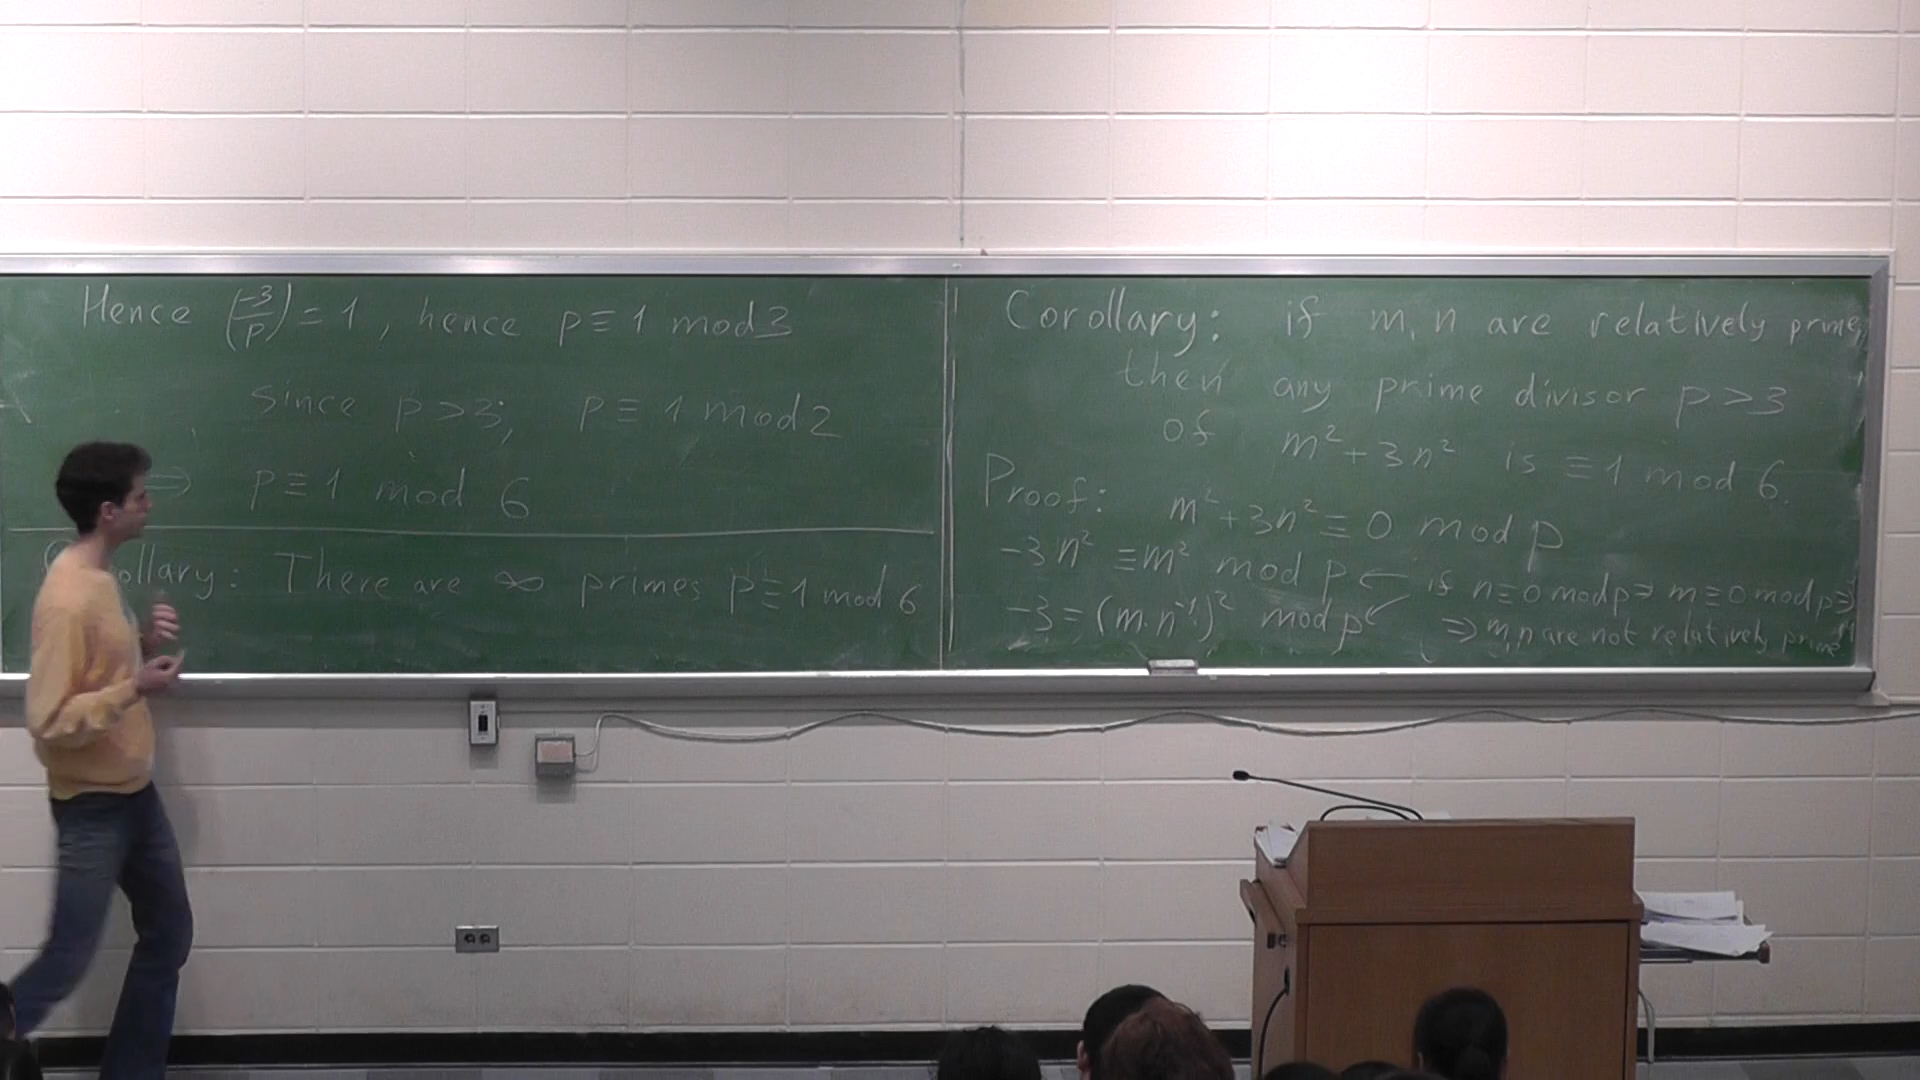 Hence (-3/p) = 1, hence p ≡ 1 mod 3
since p > 3, p ≡ 1 mod 2
⇒ p ≡ 1 mod 6
ollary: There are ∞ primes p ≡ 1 mod 6
Corollary: if m, n are relatively prime,
then any prime divisor p > 3
of m² + 3n² is ≡ 1 mod 6.
Proof: m² + 3n² ≡ 0 mod p
-3n² ≡ m² mod p ← if n ≡ 0 mod p ⇒ m ≡ 0 mod p ⇒
-3 = (m·n⁻¹)² mod p ⇒ m, n are not relatively prime